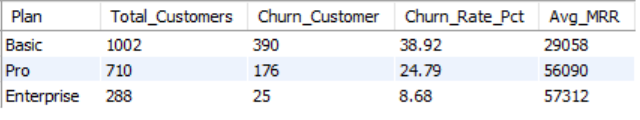 Plan Total_Customers Churn_Customer Churn_Rate_Pct Avg_MRR
Basic 1002 390 38.92 29058
Pro 710 176 24.79 56090
Enterprise 288 25 8.68 57312